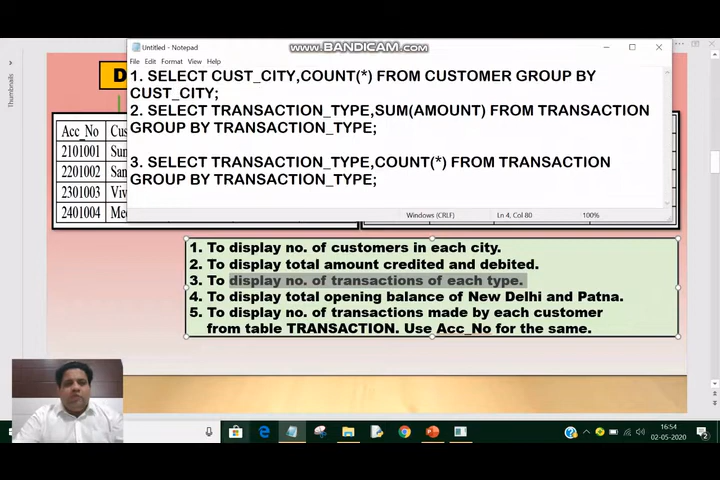 Untitled - Notepad
WWW.BANDICAM.COM
File Edit Format View Help
1. SELECT CUST_CITY,COUNT(*) FROM CUSTOMER GROUP BY
CUST_CITY;
2. SELECT TRANSACTION_TYPE,SUM(AMOUNT) FROM TRANSACTION
GROUP BY TRANSACTION_TYPE;
3. SELECT TRANSACTION_TYPE,COUNT(*) FROM TRANSACTION
GROUP BY TRANSACTION_TYPE;
Windows (CRLF) Ln 4, Col 80 100%
Thumbnails
D
Acc_No
2101001
2201002
2301003
2401004
1. To display no. of customers in each city.
2. To display total amount credited and debited.
3. To display no. of transactions of each type.
4. To display total opening balance of New Delhi and Patna.
5. To display no. of transactions made by each customer
from table TRANSACTION. Use Acc_No for the same.
16:54
02-05-2020